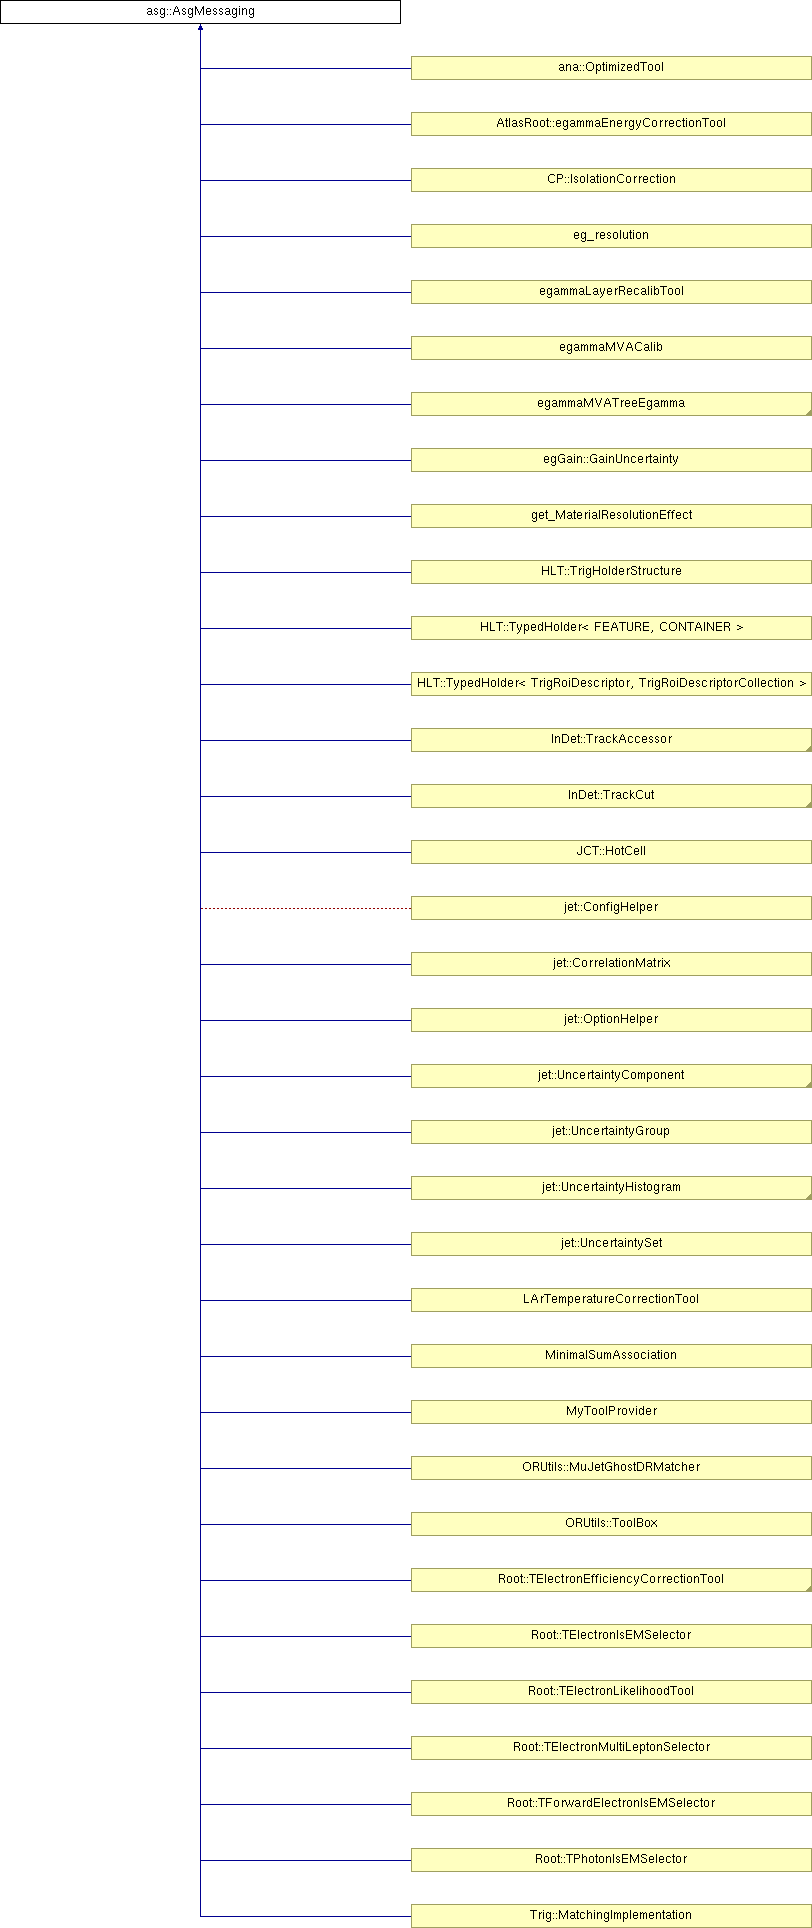 asg::AsgMessaging
ana::OptimizedTool
AtlasRoot::egammaEnergyCorrectionTool
CP::IsolationCorrection
eg_resolution
egammaLayerRecalibTool
egammaMVACalib
egammaMVATreeEgamma
egGain::GainUncertainty
get_MaterialResolutionEffect
HLT::TrigHolderStructure
HLT::TypedHolder< FEATURE, CONTAINER >
HLT::TypedHolder< TrigRoiDescriptor, TrigRoiDescriptorCollection >
InDet::TrackAccessor
InDet::TrackCut
JCT::HotCell
jet::ConfigHelper
jet::CorrelationMatrix
jet::OptionHelper
jet::UncertaintyComponent
jet::UncertaintyGroup
jet::UncertaintyHistogram
jet::UncertaintySet
LArTemperatureCorrectionTool
MinimalSumAssociation
MyToolProvider
ORUtils::MuJetGhostDRMatcher
ORUtils::ToolBox
Root::TElectronEfficiencyCorrectionTool
Root::TElectronIsEMSelector
Root::TElectronLikelihoodTool
Root::TElectronMultiLeptonSelector
Root::TForwardElectronIsEMSelector
Root::TPhotonIsEMSelector
Trig::MatchingImplementation